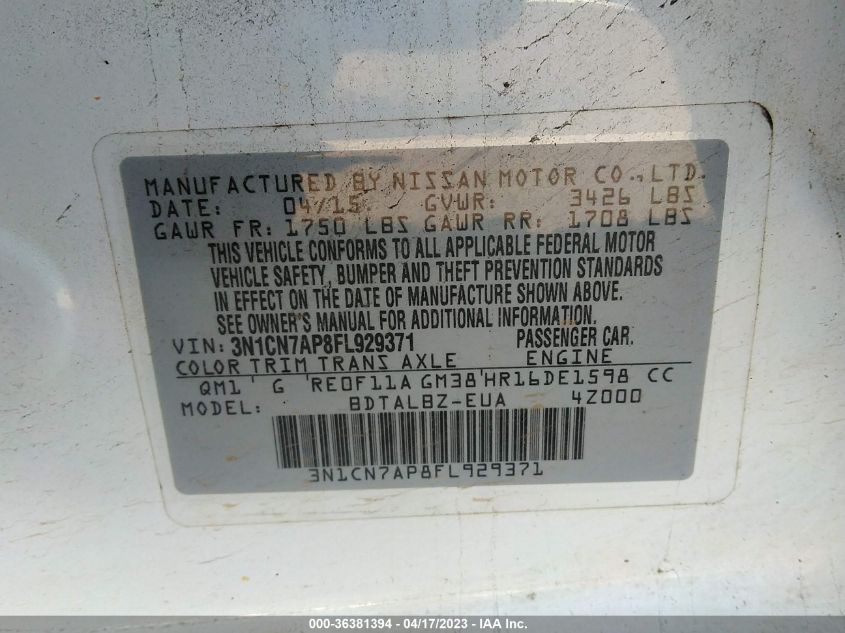 MANUFACTURED BY NISSAN MOTOR CO., LTD.
DATE: 04/15 GVWR: 3426 LBS
GAWR FR: 1750 LBS GAWR RR: 1708 LBS
THIS VEHICLE CONFORMS TO ALL APPLICABLE FEDERAL MOTOR
VEHICLE SAFETY, BUMPER AND THEFT PREVENTION STANDARDS
IN EFFECT ON THE DATE OF MANUFACTURE SHOWN ABOVE.
SEE OWNER'S MANUAL FOR ADDITIONAL INFORMATION.
VIN: 3N1CN7AP8FL929371 PASSENGER CAR.
COLOR TRIM TRANS AXLE ENGINE
QM1 ' G 'RE0F11A GM38'HR16DE1598 CC
MODEL: BDTALBZ-EUA 4Z000
3N1CN7AP8FL929371
000-36381394 - 04/17/2023 - IAA Inc.